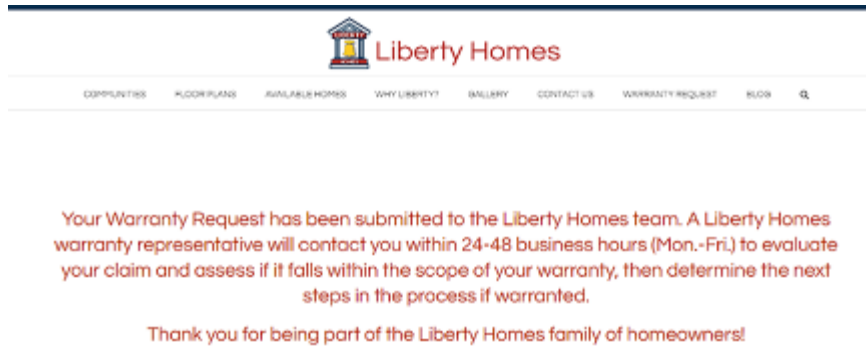 Liberty Homes
COMMUNITIES FLOOR PLANS AVAILABLE HOMES WHY LIBERTY? GALLERY CONTACT US WARRANTY REQUEST BLOG
Your Warranty Request has been submitted to the Liberty Homes team. A Liberty Homes
warranty representative will contact you within 24-48 business hours (Mon.-Fri.) to evaluate
your claim and assess if it falls within the scope of your warranty, then determine the next
steps in the process if warranted.
Thank you for being part of the Liberty Homes family of homeowners!